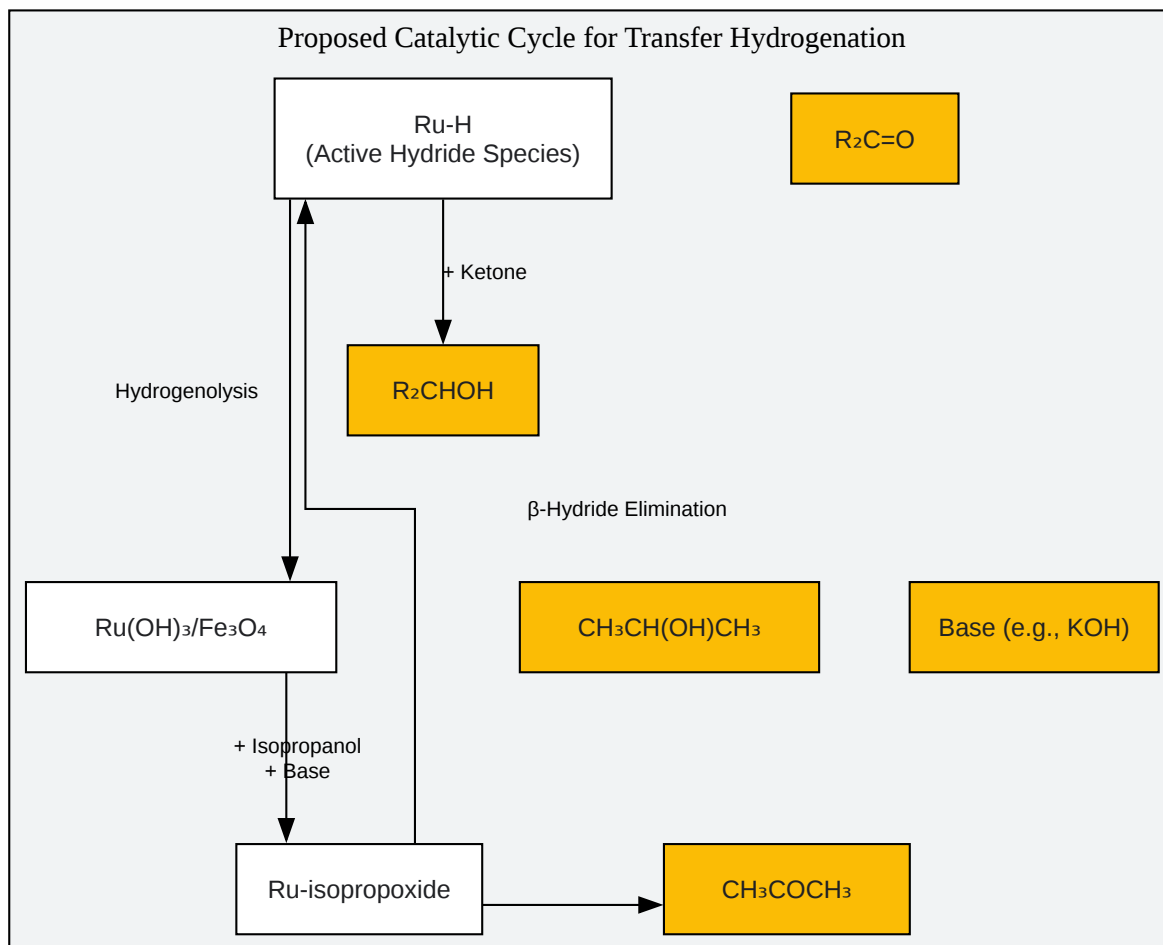 Proposed Catalytic Cycle for Transfer Hydrogenation
Ru-H
(Active Hydride Species)
R₂C=O
+ Ketone
Hydrogenolysis
R₂CHOH
β-Hydride Elimination
Ru(OH)₃/Fe₃O₄
CH₃CH(OH)CH₃
Base (e.g., KOH)
+ Isopropanol
+ Base
Ru-isopropoxide
CH₃COCH₃